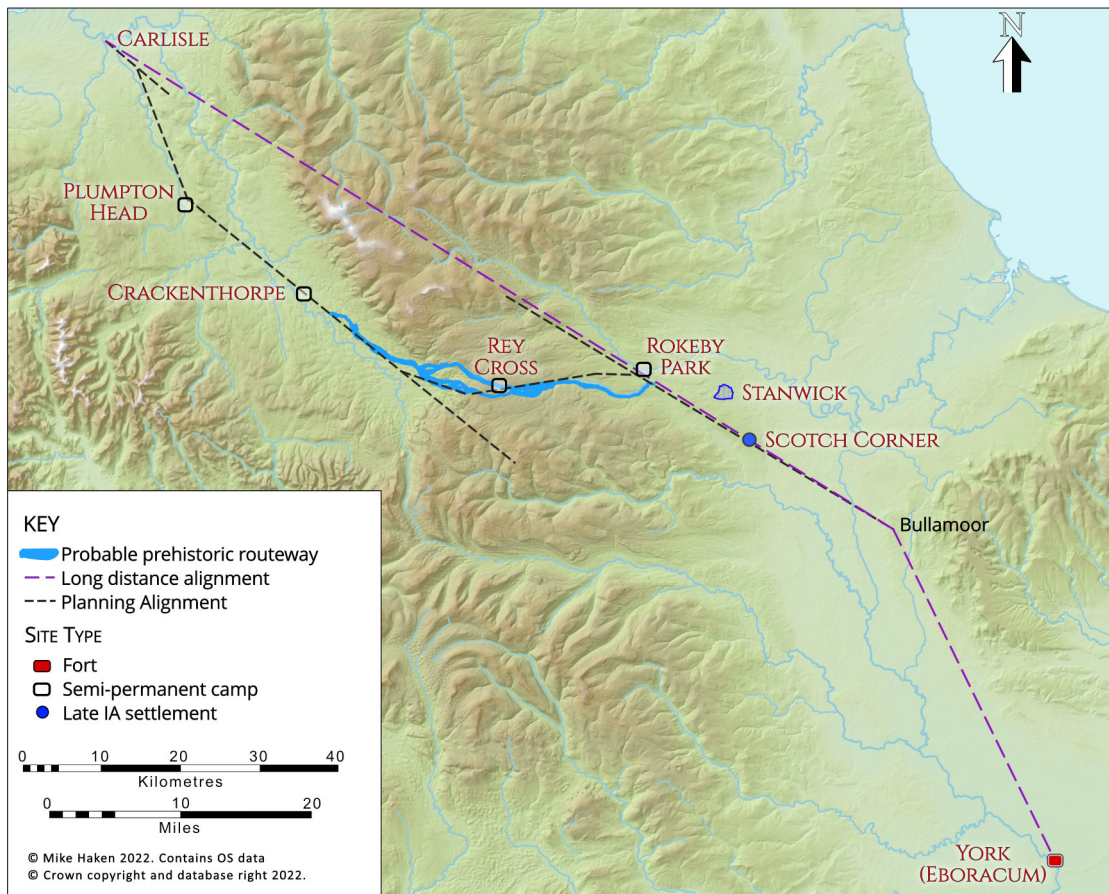 N
CARLISLE
PLUMPTON
HEAD
CRACKENTHORPE
REY
CROSS
ROKEBY
PARK
STANWICK
SCOTCH CORNER
Bullamoor
YORK
(EBORACUM)
KEY
Probable prehistoric routeway
Long distance alignment
Planning Alignment
SITE TYPE
Fort
Semi-permanent camp
Late IA settlement
0 10 20 30 40
Kilometres
0 10 20
Miles
© Mike Haken 2022. Contains OS data
© Crown copyright and database right 2022.